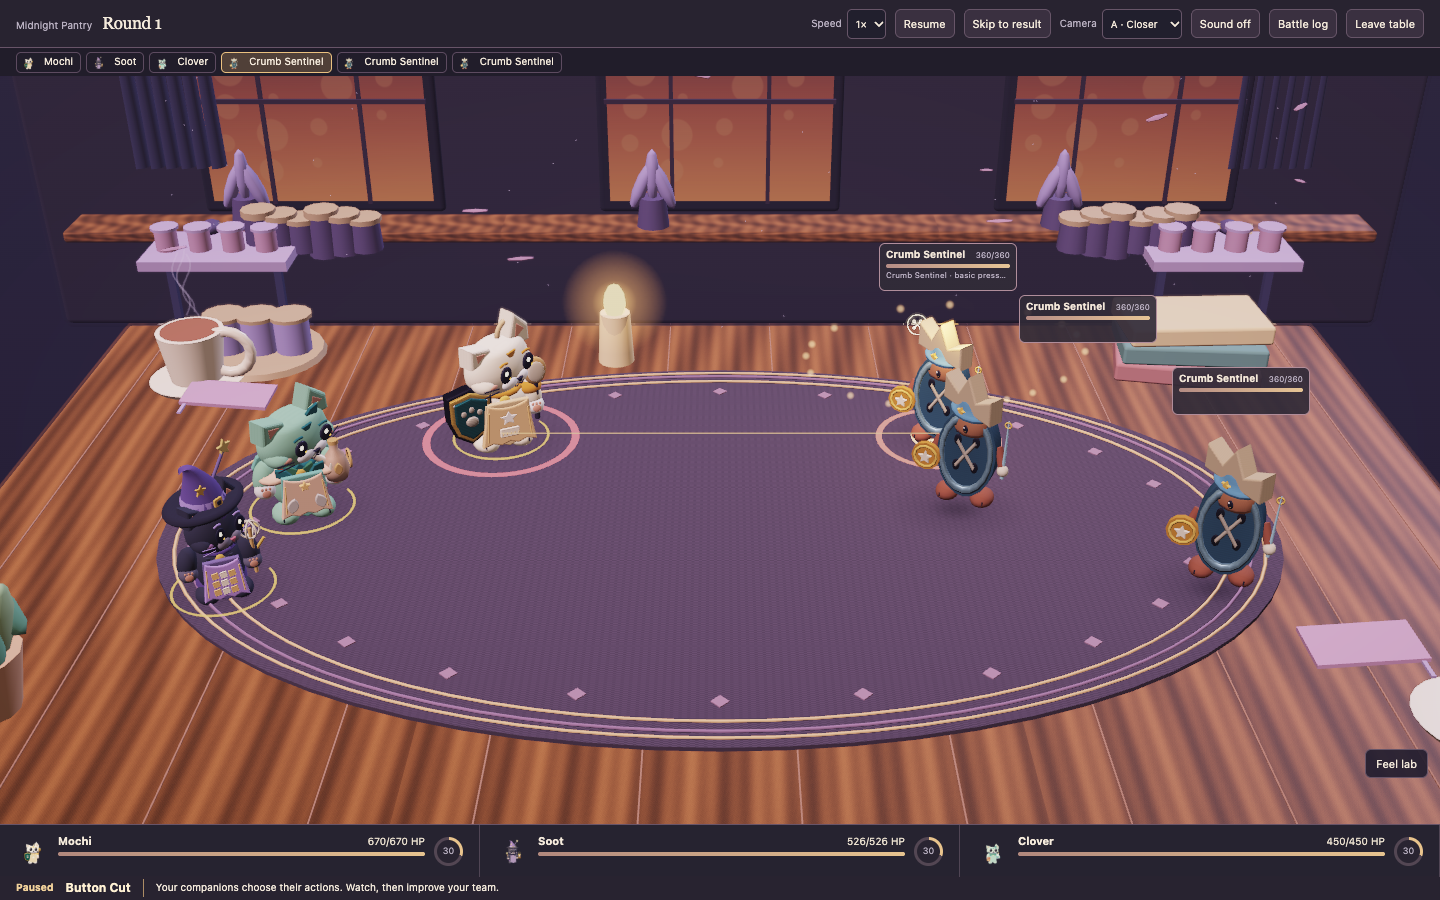 Midnight Pantry Round 1
Speed 1× Resume Skip to result Camera A · Closer Sound off Battle log Leave table
Mochi Soot Clover Crumb Sentinel Crumb Sentinel Crumb Sentinel
Crumb Sentinel 360/360
Crumb Sentinel · basic press...
Crumb Sentinel 360/360
Crumb Sentinel 360/360
Feel lab
Mochi 670/670 HP 30
Soot 526/526 HP 30
Clover 450/450 HP 30
Paused Button Cut Your companions choose their actions. Watch, then improve your team.